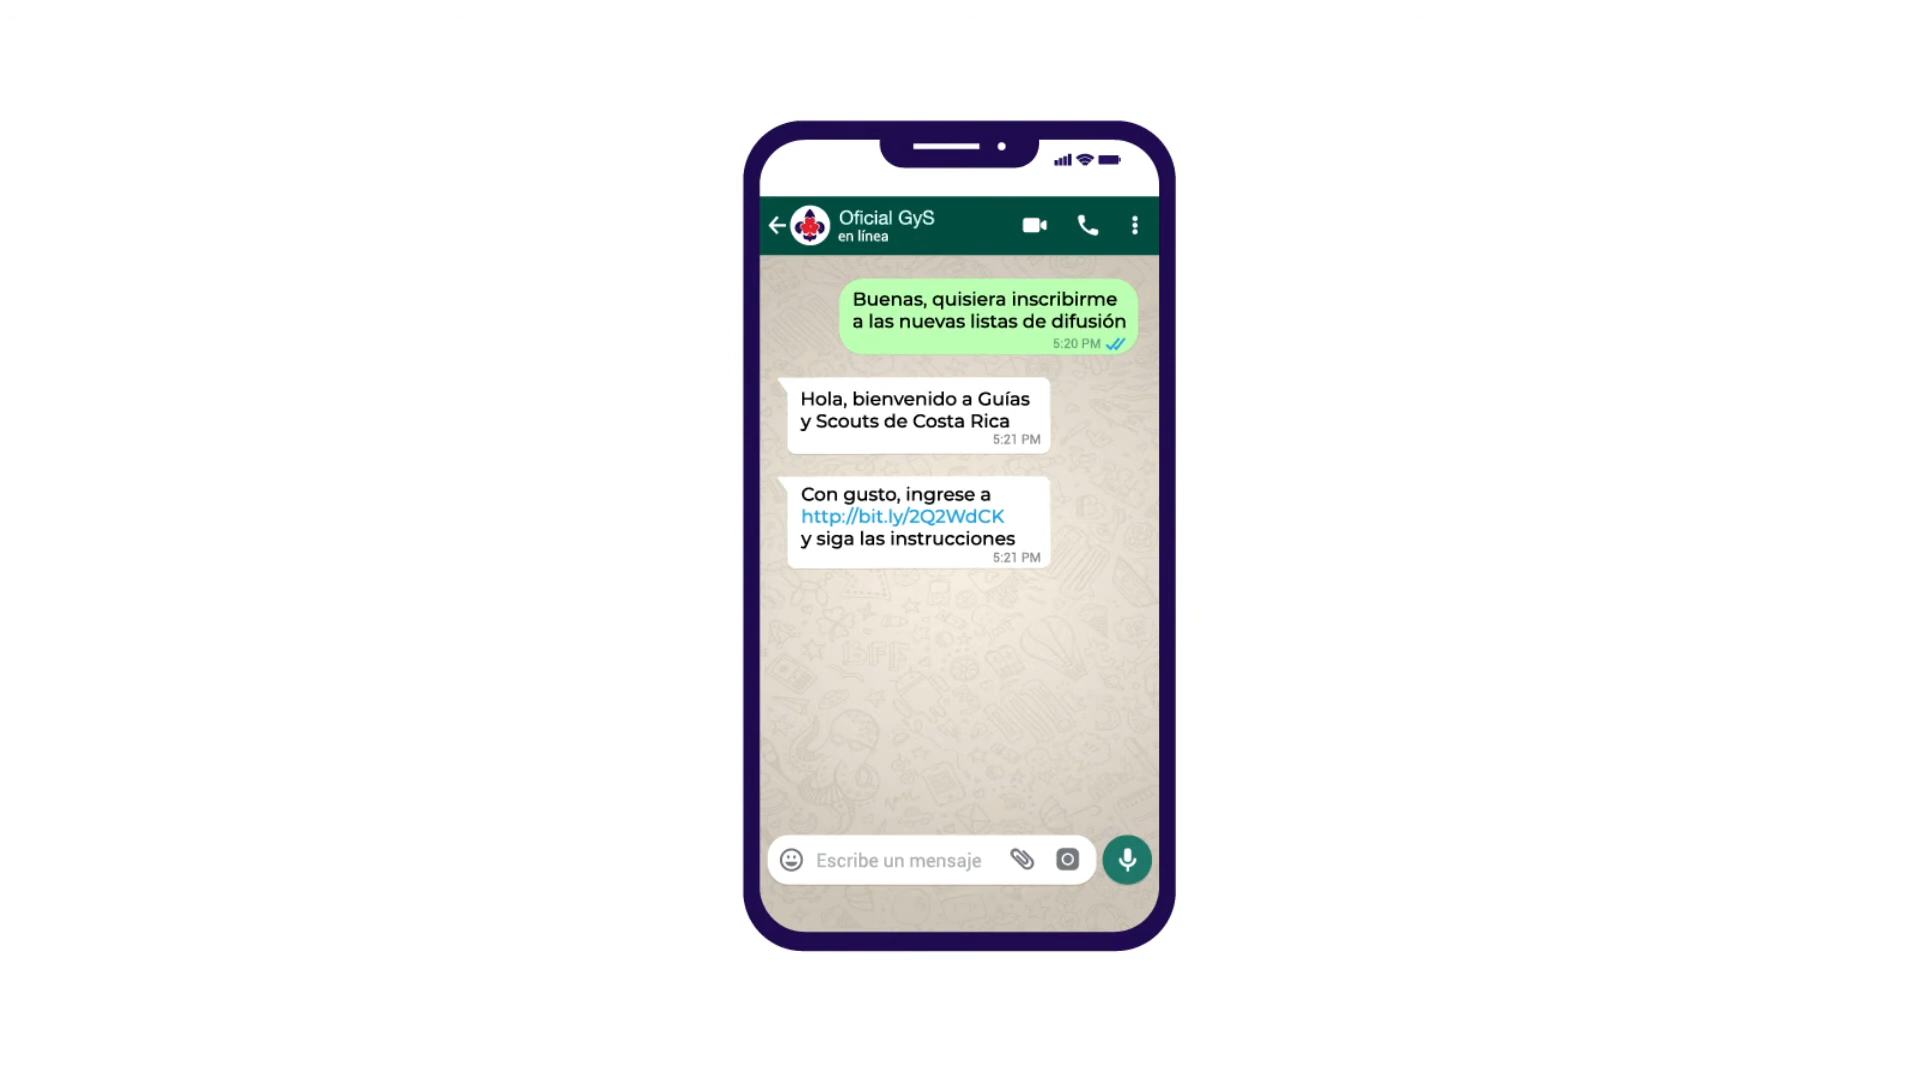 Oficial GyS
en línea
Buenas, quisiera inscribirme
a las nuevas listas de difusión
5:20 PM
Hola, bienvenido a Guías
y Scouts de Costa Rica
5:21 PM
Con gusto, ingrese a
http://bit.ly/2Q2WdCK
y siga las instrucciones
5:21 PM
BFF
Escribe un mensaje